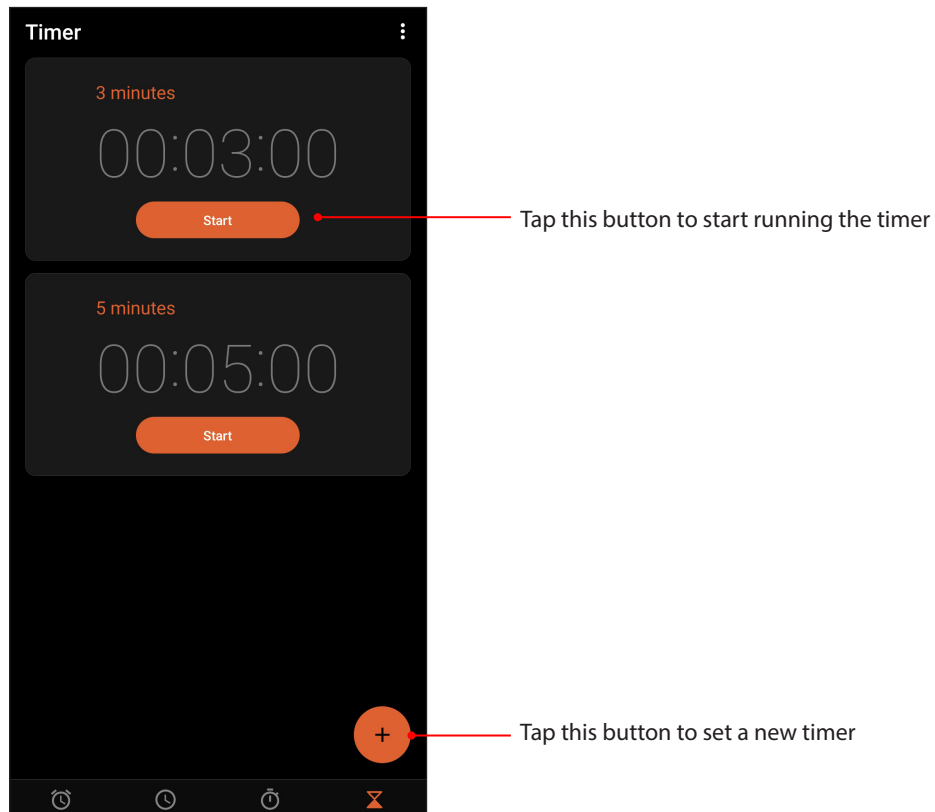 Timer
3 minutes
00:03:00
Start
Tap this button to start running the timer
5 minutes
00:05:00
Start
+
Tap this button to set a new timer